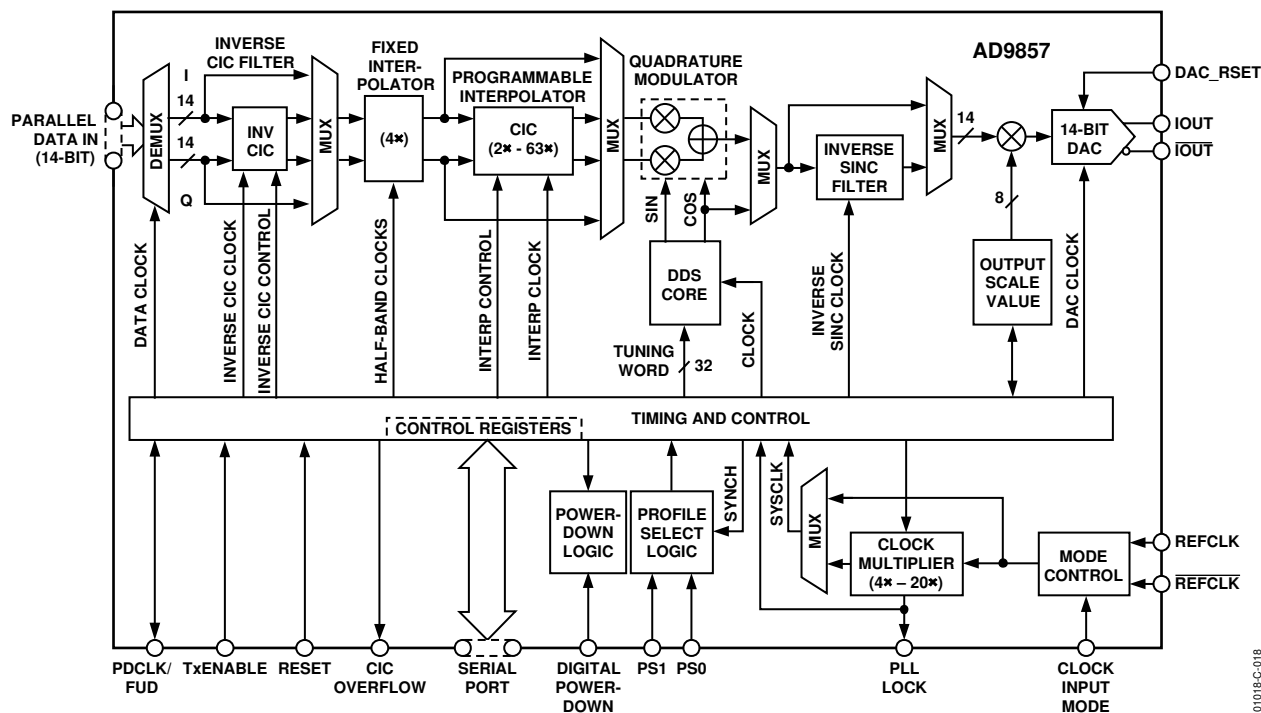 AD9857
PARALLEL
DATA IN
(14-BIT)
DEMUX
I
14
14
Q
INVERSE
CIC FILTER
INV
CIC
MUX
FIXED
INTER-
POLATOR
(4×)
PROGRAMMABLE
INTERPOLATOR
CIC
(2× - 63×)
MUX
QUADRATURE
MODULATOR
SIN
COS
DDS
CORE
MUX
INVERSE
SINC
FILTER
MUX
14
8
14-BIT
DAC
DAC_RSET
IOUT
IOUT
OUTPUT
SCALE
VALUE
DATA CLOCK
INVERSE CIC CLOCK
INVERSE CIC CONTROL
HALF-BAND CLOCKS
INTERP CONTROL
INTERP CLOCK
TUNING
WORD
32
CLOCK
INVERSE
SINC CLOCK
DAC CLOCK
TIMING AND CONTROL
CONTROL REGISTERS
POWER-
DOWN
LOGIC
PROFILE
SELECT
LOGIC
SYNCH
SYSCLK
MUX
CLOCK
MULTIPLIER
(4× – 20×)
MODE
CONTROL
REFCLK
REFCLK
PDCLK/
FUD
TxENABLE
RESET
CIC
OVERFLOW
SERIAL
PORT
DIGITAL
POWER-
DOWN
PS1
PS0
PLL
LOCK
CLOCK
INPUT
MODE
01018-C-018